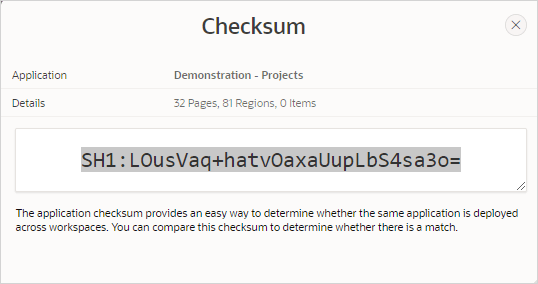 Checksum
Application Demonstration - Projects
Details 32 Pages, 81 Regions, 0 Items
SH1:LOusVaq+hatvOaxaUupLbS4sa3o=
The application checksum provides an easy way to determine whether the same application is deployed
across workspaces. You can compare this checksum to determine whether there is a match.